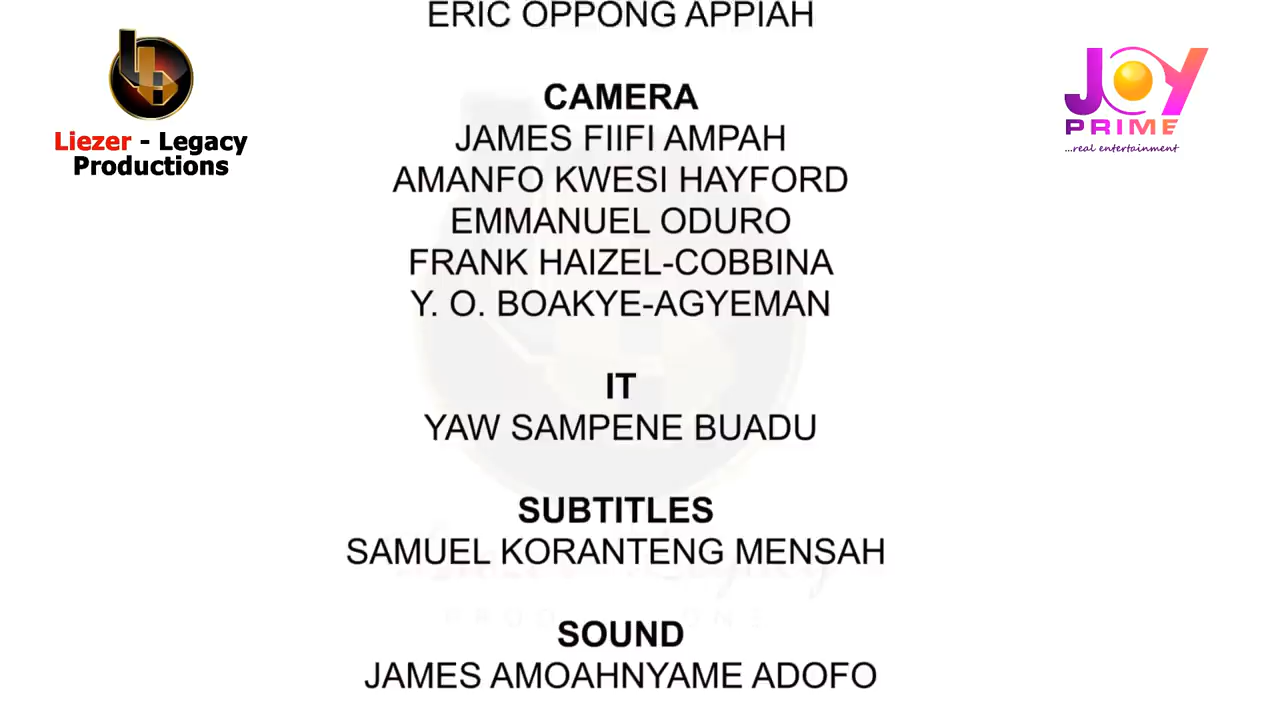 ERIC OPPONG APPIAH
Liezer - Legacy
Productions
JOY
PRIME
...real entertainment
CAMERA
JAMES FIIFI AMPAH
AMANFO KWESI HAYFORD
EMMANUEL ODURO
FRANK HAIZEL-COBBINA
Y. O. BOAKYE-AGYEMAN
IT
YAW SAMPENE BUADU
SUBTITLES
SAMUEL KORANTENG MENSAH
SOUND
JAMES AMOAHNYAME ADOFO